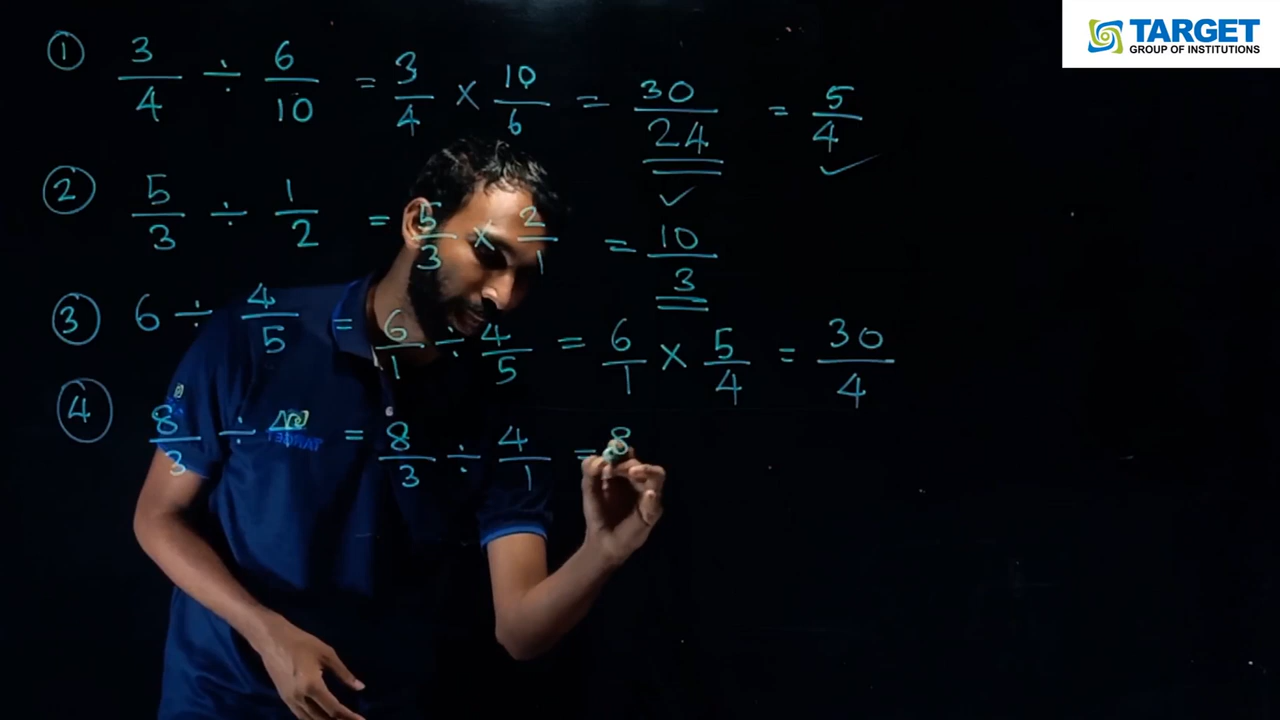 TARGET
GROUP OF INSTITUTIONS
① 3/4 ÷ 6/10 = 3/4 × 10/6 = 30/24 = 5/4
② 5/3 ÷ 1/2 = 5/3 × 2/1 = 10/3
③ 6 ÷ 4/5 = 6/1 ÷ 4/5 = 6/1 × 5/4 = 30/4
④ 8/3 ÷ 4 = 8/3 ÷ 4/1 = 8
TARGET